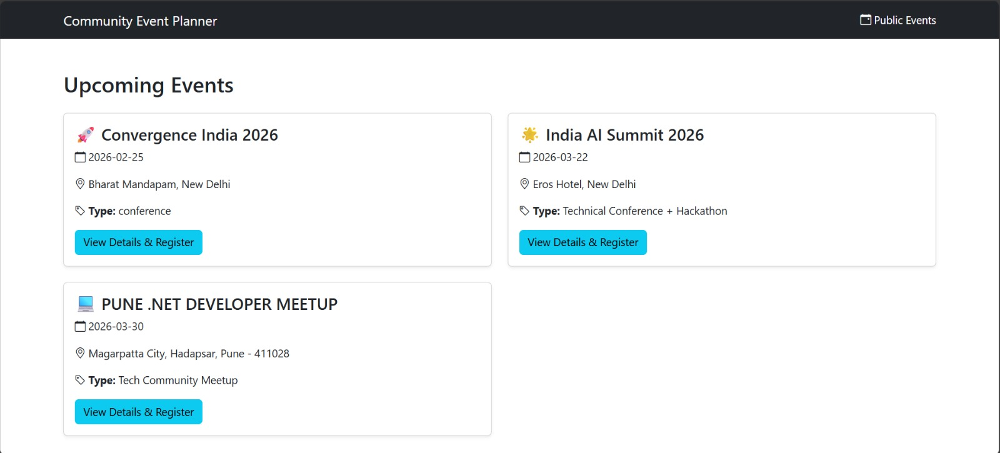 Community Event Planner
Public Events
Upcoming Events
🚀 Convergence India 2026
2026-02-25
Bharat Mandapam, New Delhi
Type: conference
View Details & Register
🌟 India AI Summit 2026
2026-03-22
Eros Hotel, New Delhi
Type: Technical Conference + Hackathon
View Details & Register
💻 PUNE .NET DEVELOPER MEETUP
2026-03-30
Magarpatta City, Hadapsar, Pune - 411028
Type: Tech Community Meetup
View Details & Register